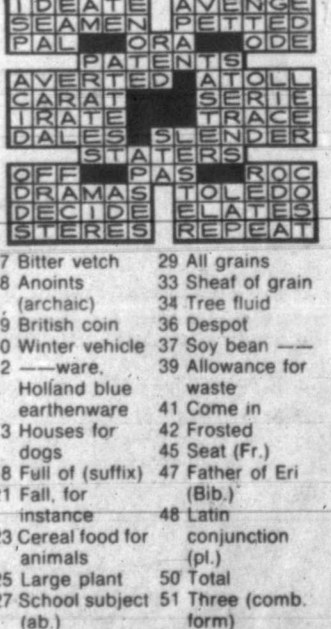 IDEATE AVENGE
SEAMEN PETTED
PAL ORA ODE
PATENTS
AVERTED ATOLL
CARAT SERIE
IRATE TRACE
DALES SLENDER
STATERS
OFF PAS ROC
DRAMAS TOLEDO
DECIDE ELATES
STERES REPEAT
7 Bitter vetch
8 Anoints
(archaic)
9 British coin
0 Winter vehicle
2 ——ware,
Holland blue
earthenware
3 Houses for
dogs
8 Full of (suffix)
21 Fall, for
instance
23 Cereal food for
animals
25 Large plant
27 School subject
(ab.)
29 All grains
33 Sheaf of grain
34 Tree fluid
36 Despot
37 Soy bean ——
39 Allowance for
waste
41 Come in
42 Frosted
45 Seat (Fr.)
47 Father of Eri
(Bib.)
48 Latin
conjunction
(pl.)
50 Total
51 Three (comb.
form)